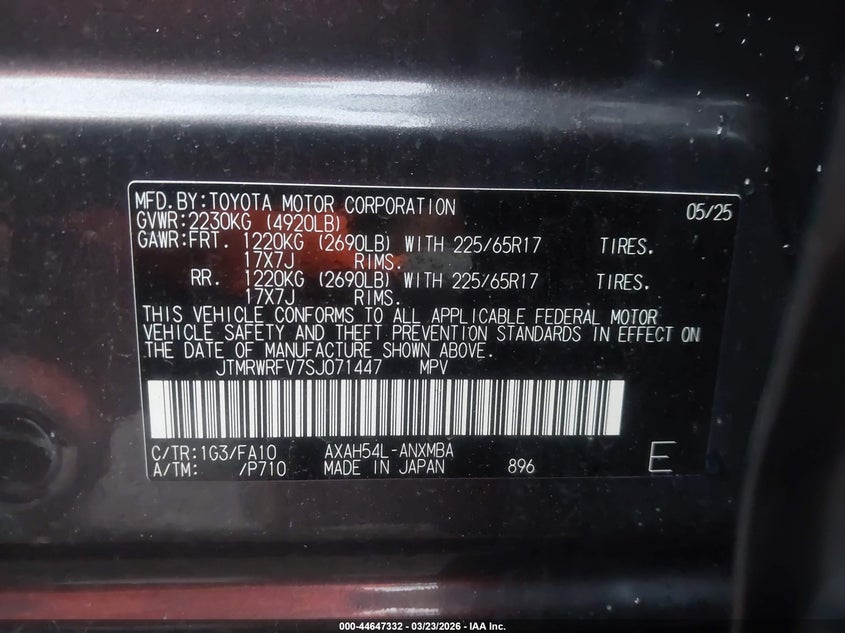 MFD.BY:TOYOTA MOTOR CORPORATION 05/25
GVWR:2230KG (4920LB)
GAWR:FRT. 1220KG (2690LB) WITH 225/65R17 TIRES.
17X7J RIMS.
RR. 1220KG (2690LB) WITH 225/65R17 TIRES.
17X7J RIMS.
THIS VEHICLE CONFORMS TO ALL APPLICABLE FEDERAL MOTOR
VEHICLE SAFETY AND THEFT PREVENTION STANDARDS IN EFFECT ON
THE DATE OF MANUFACTURE SHOWN ABOVE.
JTMRWRFV7SJ071447 MPV
C/TR:1G3/FA10 AXAH54L-ANXMBA
A/TM: /P710 MADE IN JAPAN 896 E
000-44647332 - 03/23/2026 - IAA Inc.